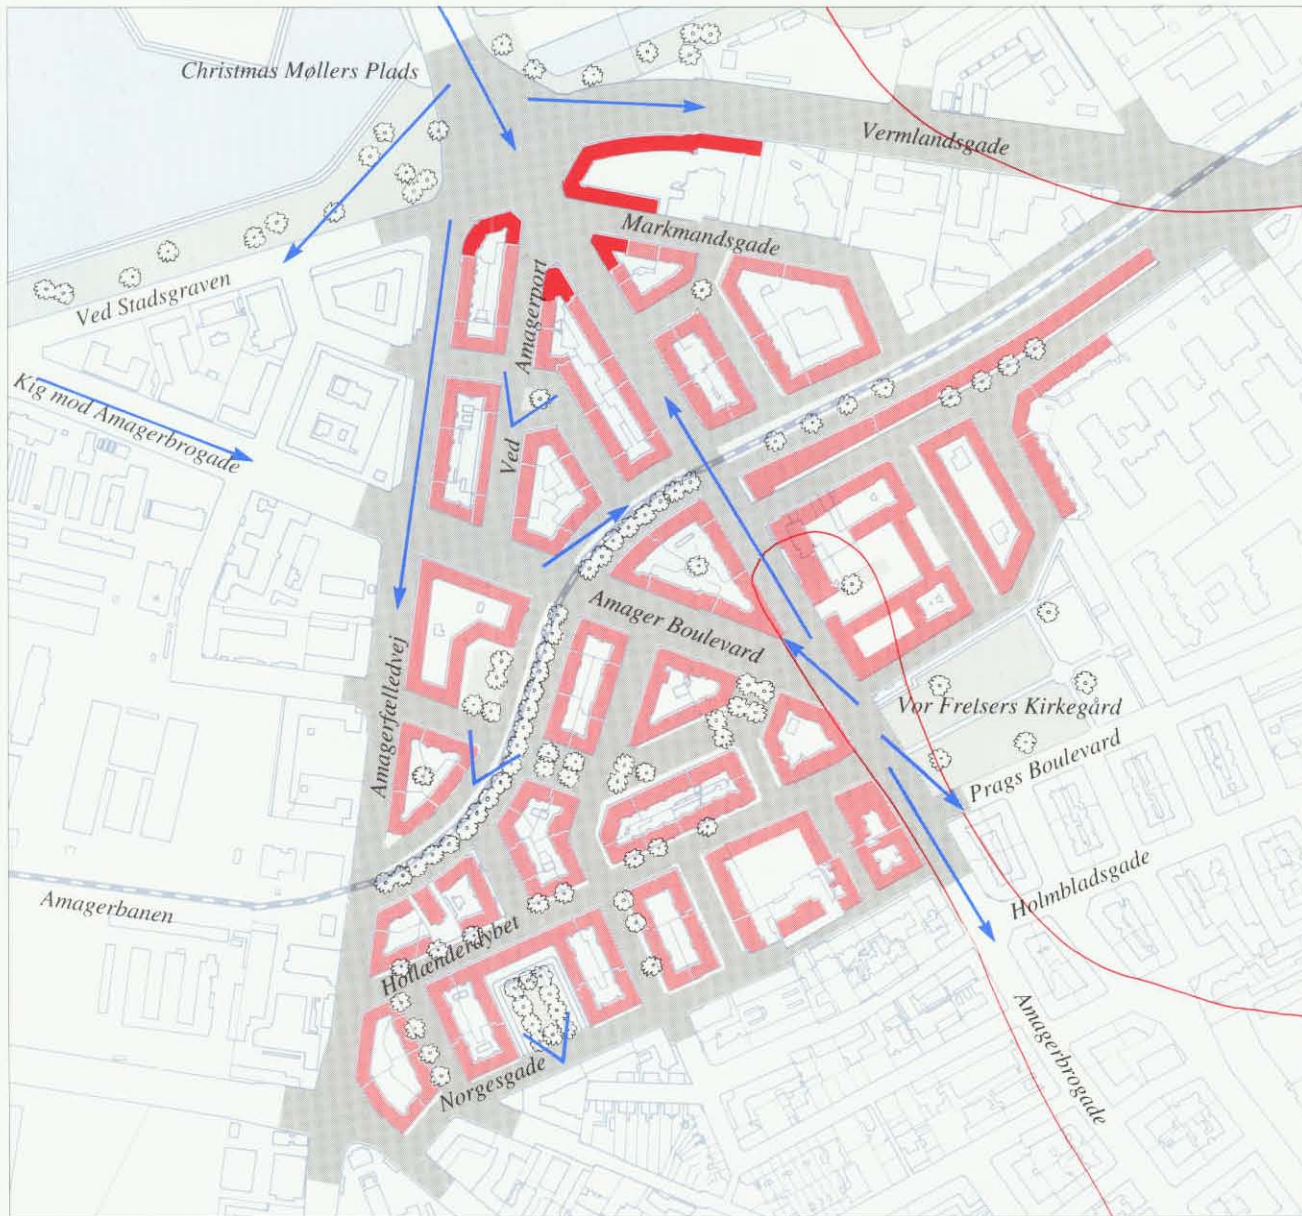 Christmas Møllers Plads
Vermlandsgade
Markmandsgade
Ved Stadsgraven
Ved Amagerport
Kig mod Amagerbrogade
Amager Boulevard
Amagerfælledvej
Vor Frelsers Kirkegård
Prags Boulevard
Holmbladsgade
Amagerbanen
Hollænderdybet
Amagerbrogade
Norgesgade